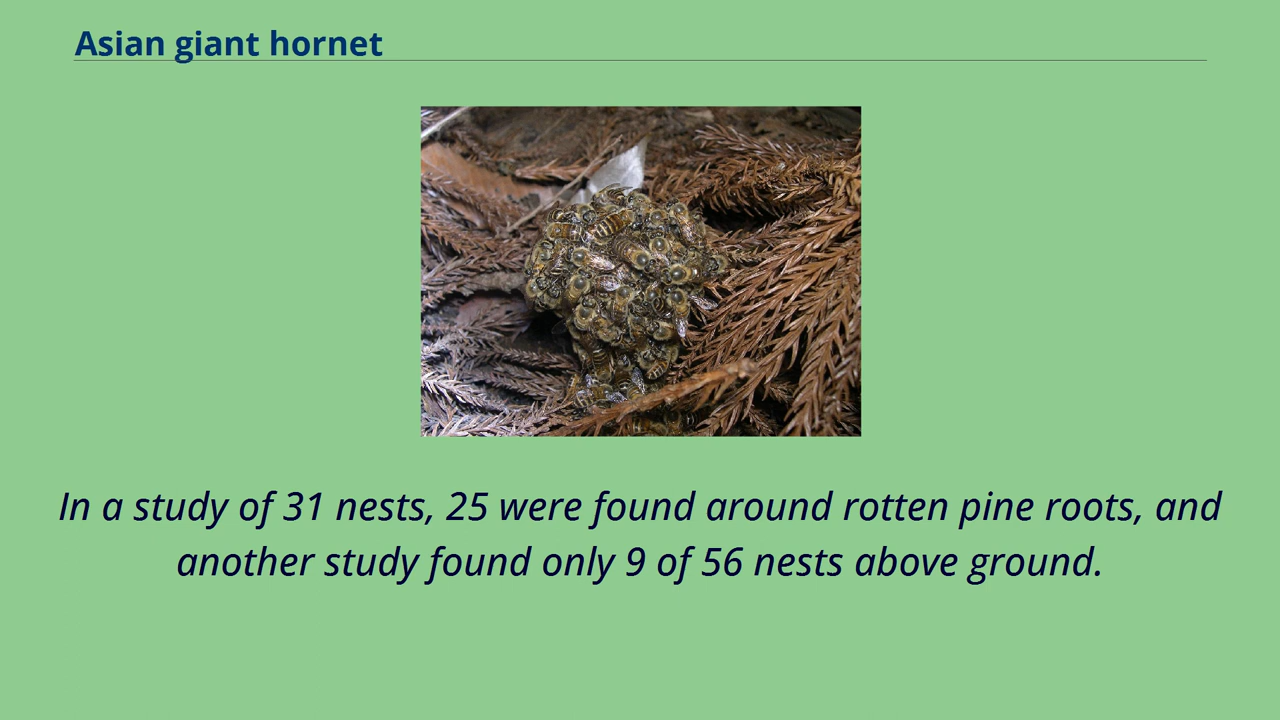 Asian giant hornet
In a study of 31 nests, 25 were found around rotten pine roots, and
another study found only 9 of 56 nests above ground.